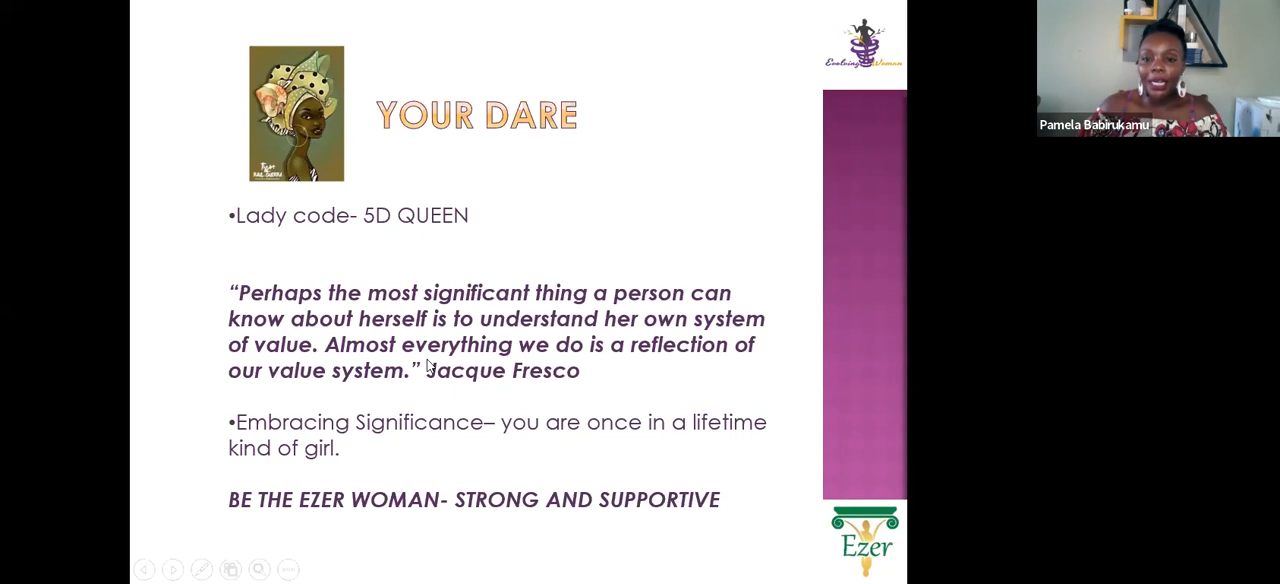 Evolving Woman
YOUR DARE
Pamela Babirukamu
•Lady code- 5D QUEEN
“Perhaps the most significant thing a person can
know about herself is to understand her own system
of value. Almost everything we do is a reflection of
our value system.” Jacque Fresco
•Embracing Significance– you are once in a lifetime
kind of girl.
BE THE EZER WOMAN- STRONG AND SUPPORTIVE
Ezer